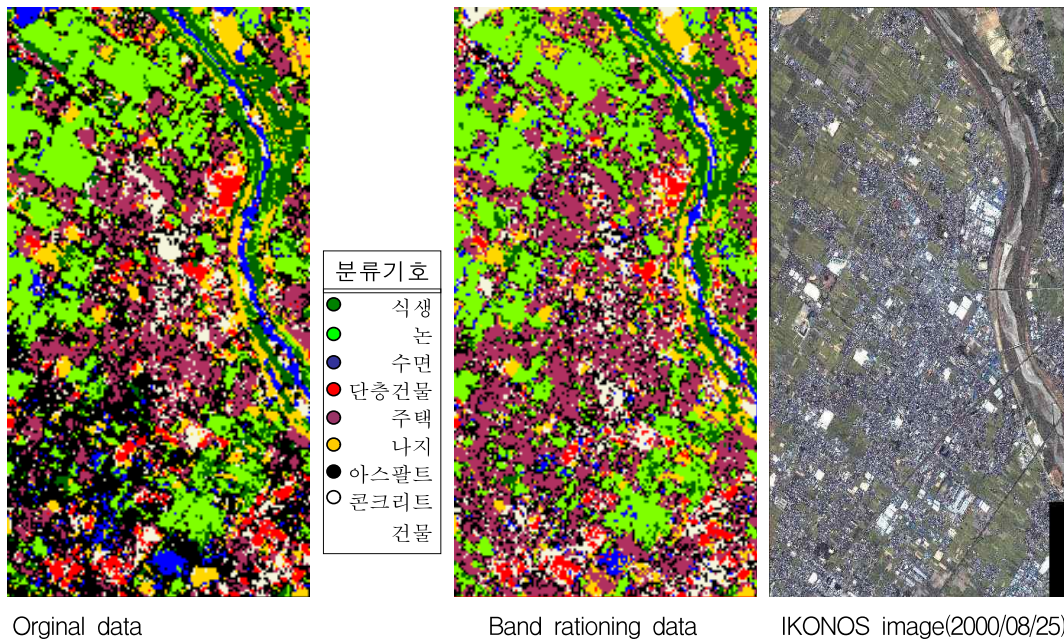 분류기호
식생
논
수면
단층건물
주택
나지
아스팔트
콘크리트
건물
Orginal data
Band rationing data
IKONOS image(2000/08/25)